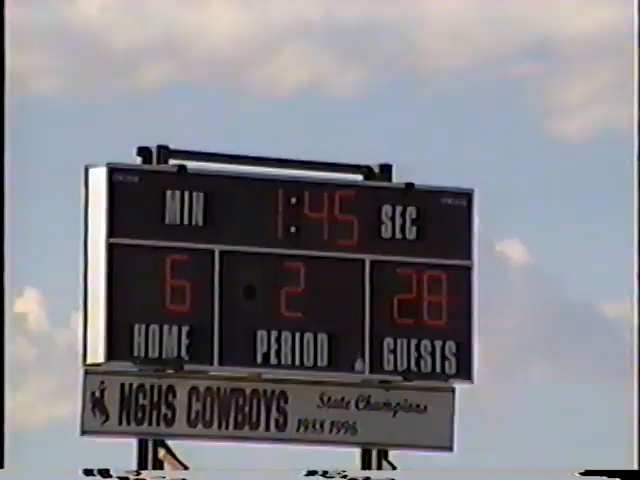 MIN 1:45 SEC
6 2 28
HOME PERIOD GUESTS
NGHS COWBOYS State Champions
1988 1996